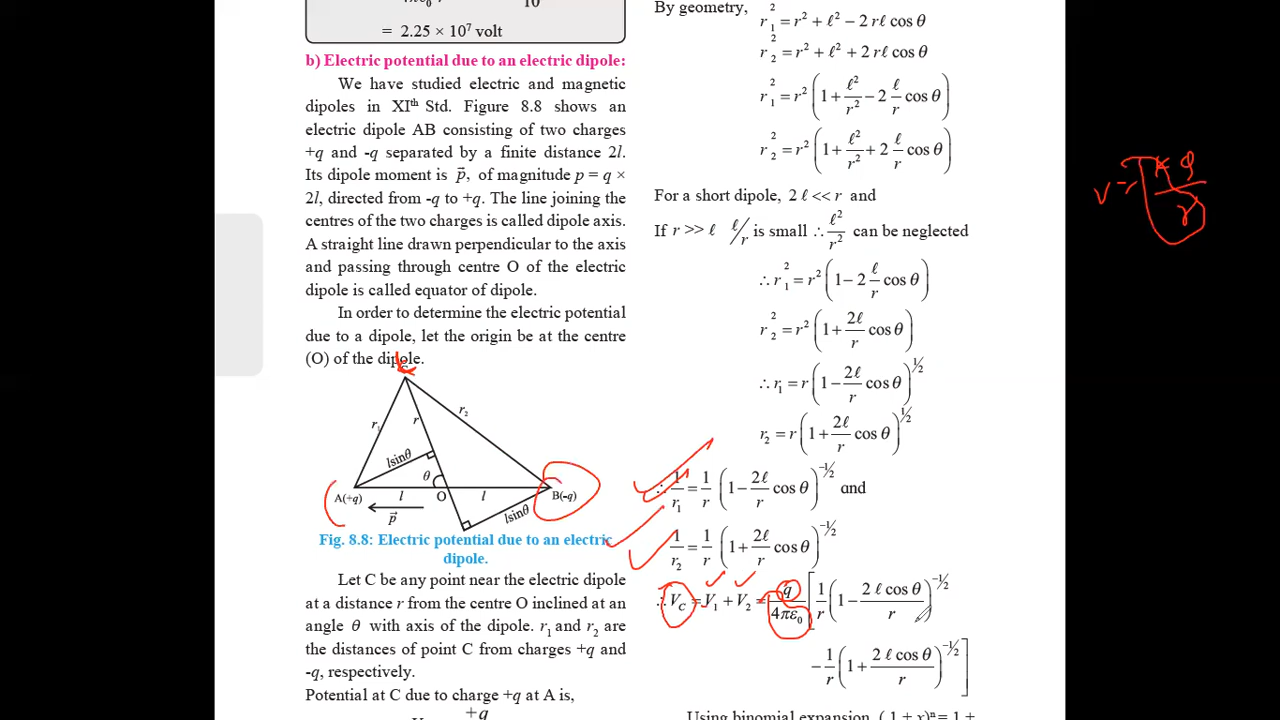 = 2.25 × 10⁷ volt
b) Electric potential due to an electric dipole:
We have studied electric and magnetic
dipoles in XIᵗʰ Std. Figure 8.8 shows an
electric dipole AB consisting of two charges
+q and -q separated by a finite distance 2l.
Its dipole moment is p⃗, of magnitude p = q ×
2l, directed from -q to +q. The line joining the
centres of the two charges is called dipole axis.
A straight line drawn perpendicular to the axis
and passing through centre O of the electric
dipole is called equator of dipole.
In order to determine the electric potential
due to a dipole, let the origin be at the centre
(O) of the dipole.
r₁ r r₂
lsinθ θ
A(+q) l O l B(-q)
p⃗ lsinθ
Fig. 8.8: Electric potential due to an electric
dipole.
Let C be any point near the electric dipole
at a distance r from the centre O inclined at an
angle θ with axis of the dipole. r₁ and r₂ are
the distances of point C from charges +q and
-q, respectively.
Potential at C due to charge +q at A is,
+q
By geometry,
r₁² = r² + ℓ² − 2 rℓ cos θ
r₂² = r² + ℓ² + 2 rℓ cos θ
r₁² = r² (1 + ℓ²/r² − 2 ℓ/r cos θ)
r₂² = r² (1 + ℓ²/r² + 2 ℓ/r cos θ)
For a short dipole, 2 ℓ << r and
If r >> ℓ ℓ/r is small ∴ ℓ²/r² can be neglected
∴ r₁² = r² (1 − 2 ℓ/r cos θ)
r₂² = r² (1 + 2ℓ/r cos θ)
∴ r₁ = r (1 − 2ℓ/r cos θ)^½
r₂ = r (1 + 2ℓ/r cos θ)^½
∴ 1/r₁ = 1/r (1 − 2ℓ/r cos θ)^−½ and
1/r₂ = 1/r (1 + 2ℓ/r cos θ)^−½
∴ V_C = V₁ + V₂ = q/4πε₀ [1/r (1 − 2 ℓ cos θ/r)^−½
− 1/r (1 + 2 ℓ cos θ/r)^−½]
Using binomial expansion, (1 + x)ⁿ = 1 +